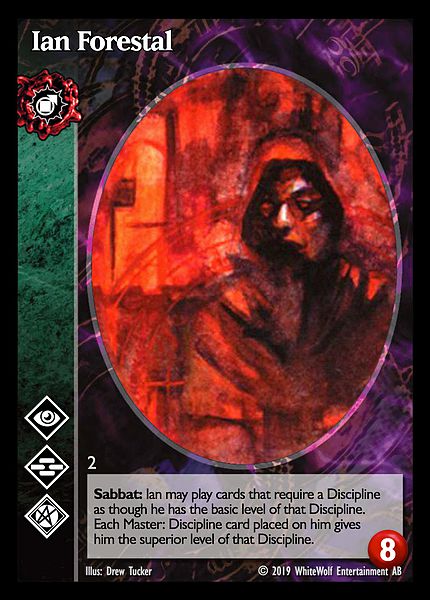 Ian Forestal
2
Sabbat: Ian may play cards that require a Discipline
as though he has the basic level of that Discipline.
Each Master: Discipline card placed on him gives
him the superior level of that Discipline.
8
Illus: Drew Tucker © 2019 WhiteWolf Entertainment AB